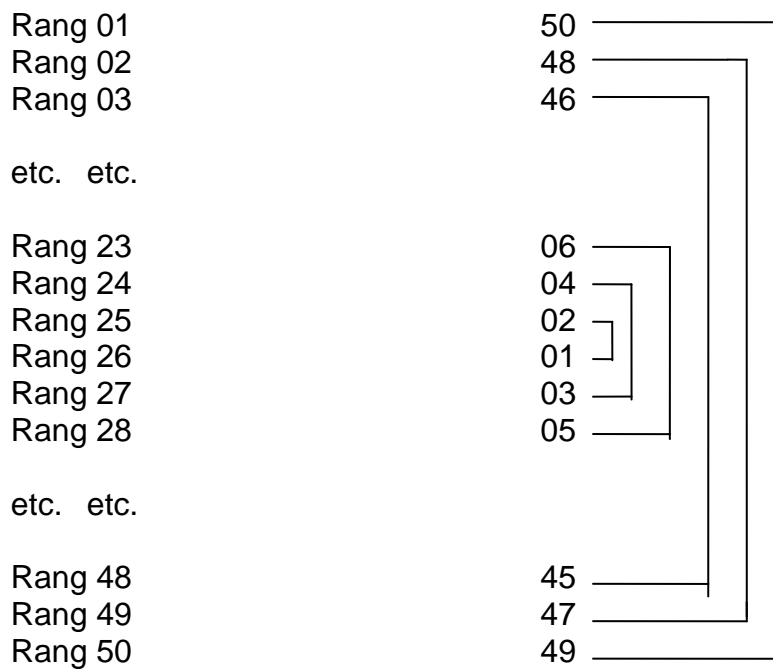 Rang 01 50
Rang 02 48
Rang 03 46
etc. etc.
Rang 23 06
Rang 24 04
Rang 25 02
Rang 26 01
Rang 27 03
Rang 28 05
etc. etc.
Rang 48 45
Rang 49 47
Rang 50 49